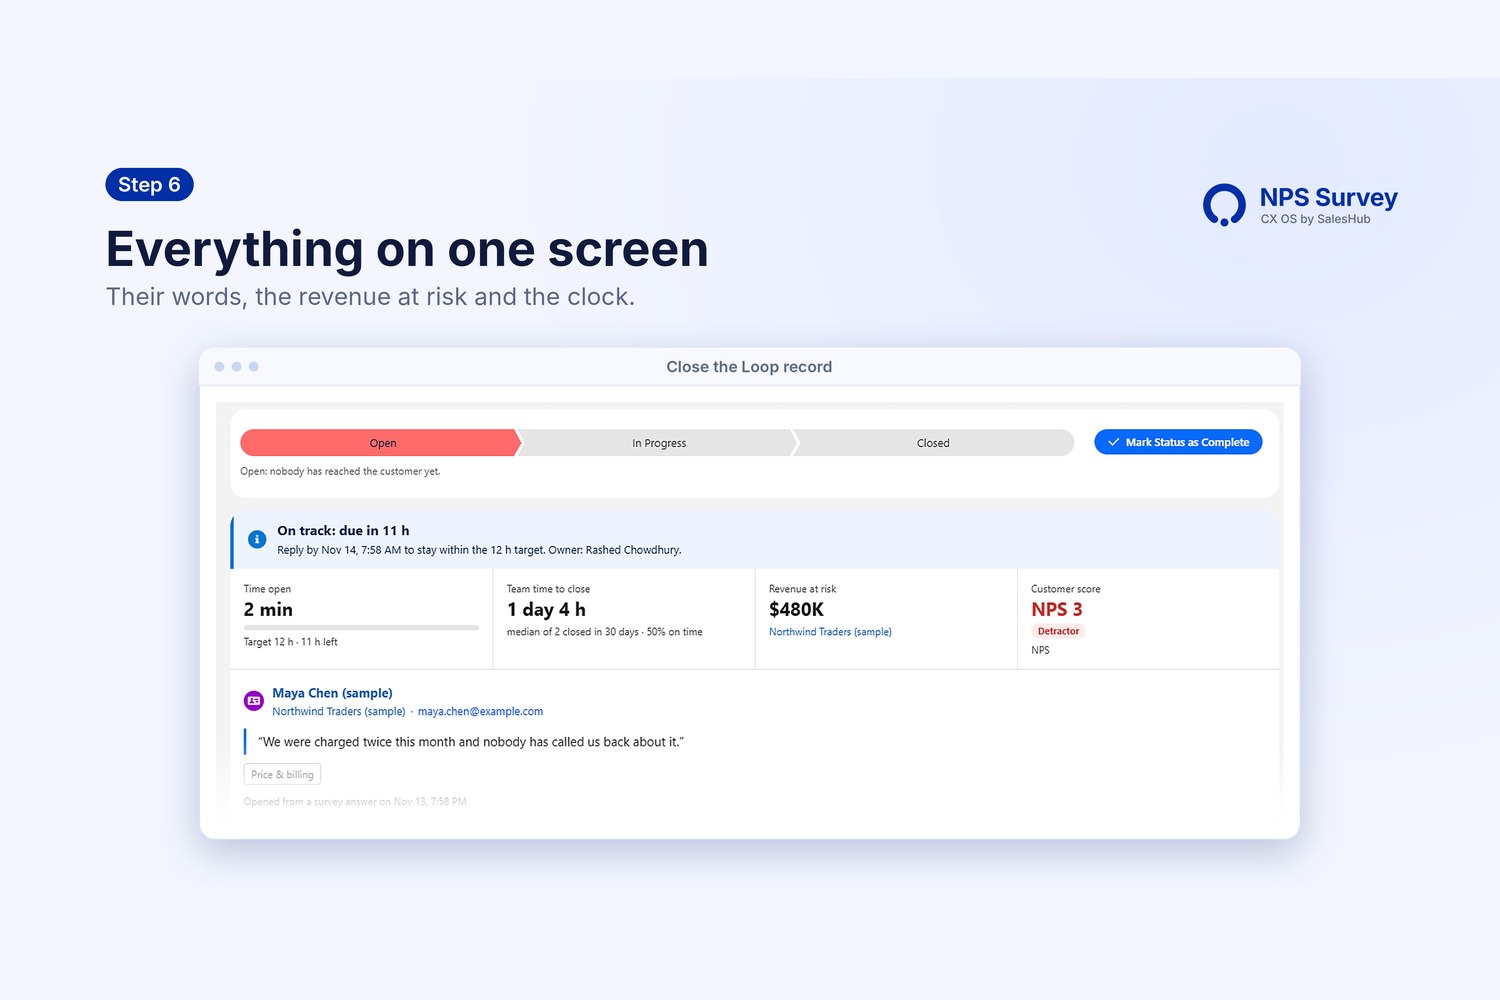 Step 6
Everything on one screen
Their words, the revenue at risk and the clock.
NPS Survey
CX OS by SalesHub
Close the Loop record
Open
In Progress
Closed
Mark Status as Complete
Open: nobody has reached the customer yet.
On track: due in 11 h
Reply by Nov 14, 7:58 AM to stay within the 12 h target. Owner: Rashed Chowdhury.
Time open
2 min
Target 12 h · 11 h left
Team time to close
1 day 4 h
median of 2 closed in 30 days · 50% on time
Revenue at risk
$480K
Northwind Traders (sample)
Customer score
NPS 3
Detractor
NPS
Maya Chen (sample)
Northwind Traders (sample) · maya.chen@example.com
“We were charged twice this month and nobody has called us back about it.”
Price & billing
Opened from a survey answer on Nov 13, 7:58 PM